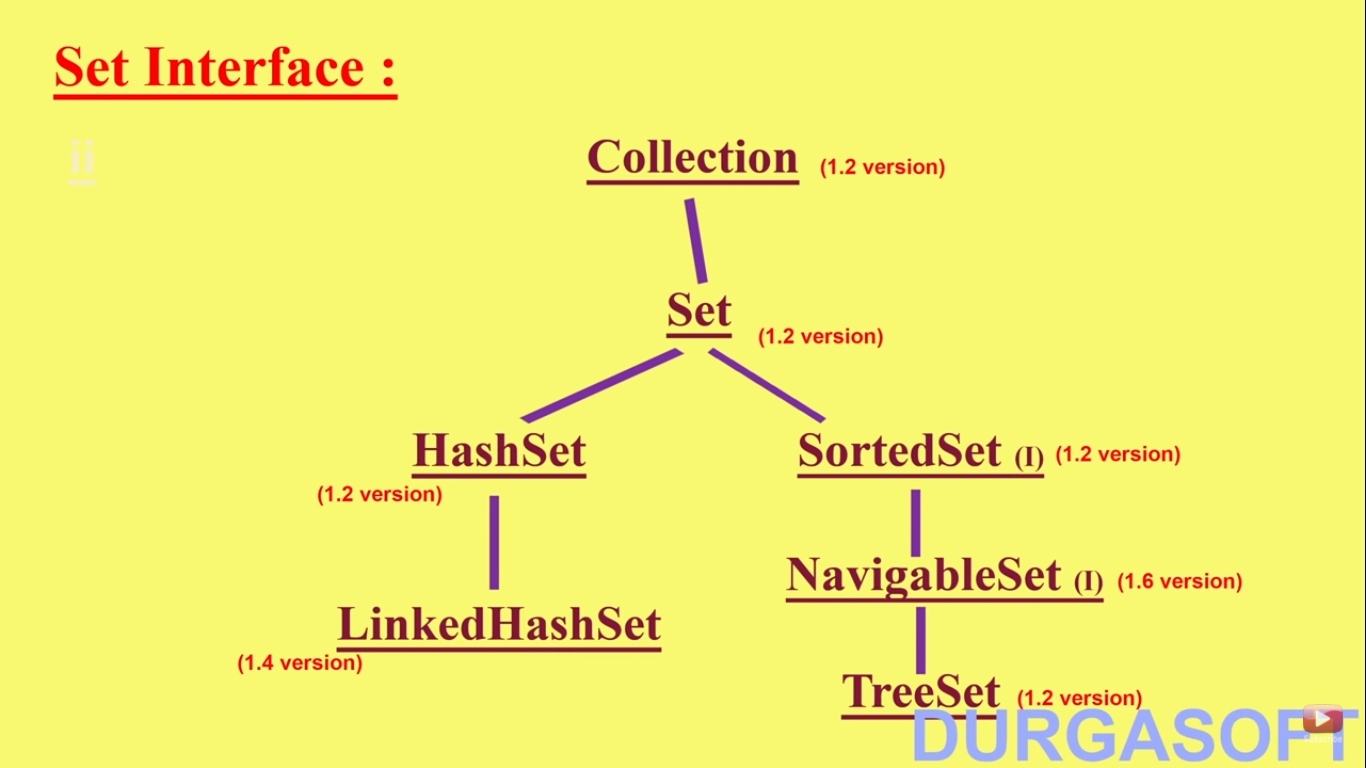 Set Interface :
ii
Collection (1.2 version)
Set (1.2 version)
HashSet
SortedSet (I) (1.2 version)
(1.2 version)
NavigableSet (I) (1.6 version)
LinkedHashSet
(1.4 version)
TreeSet (1.2 version)
DURGASOFT
Subscribe